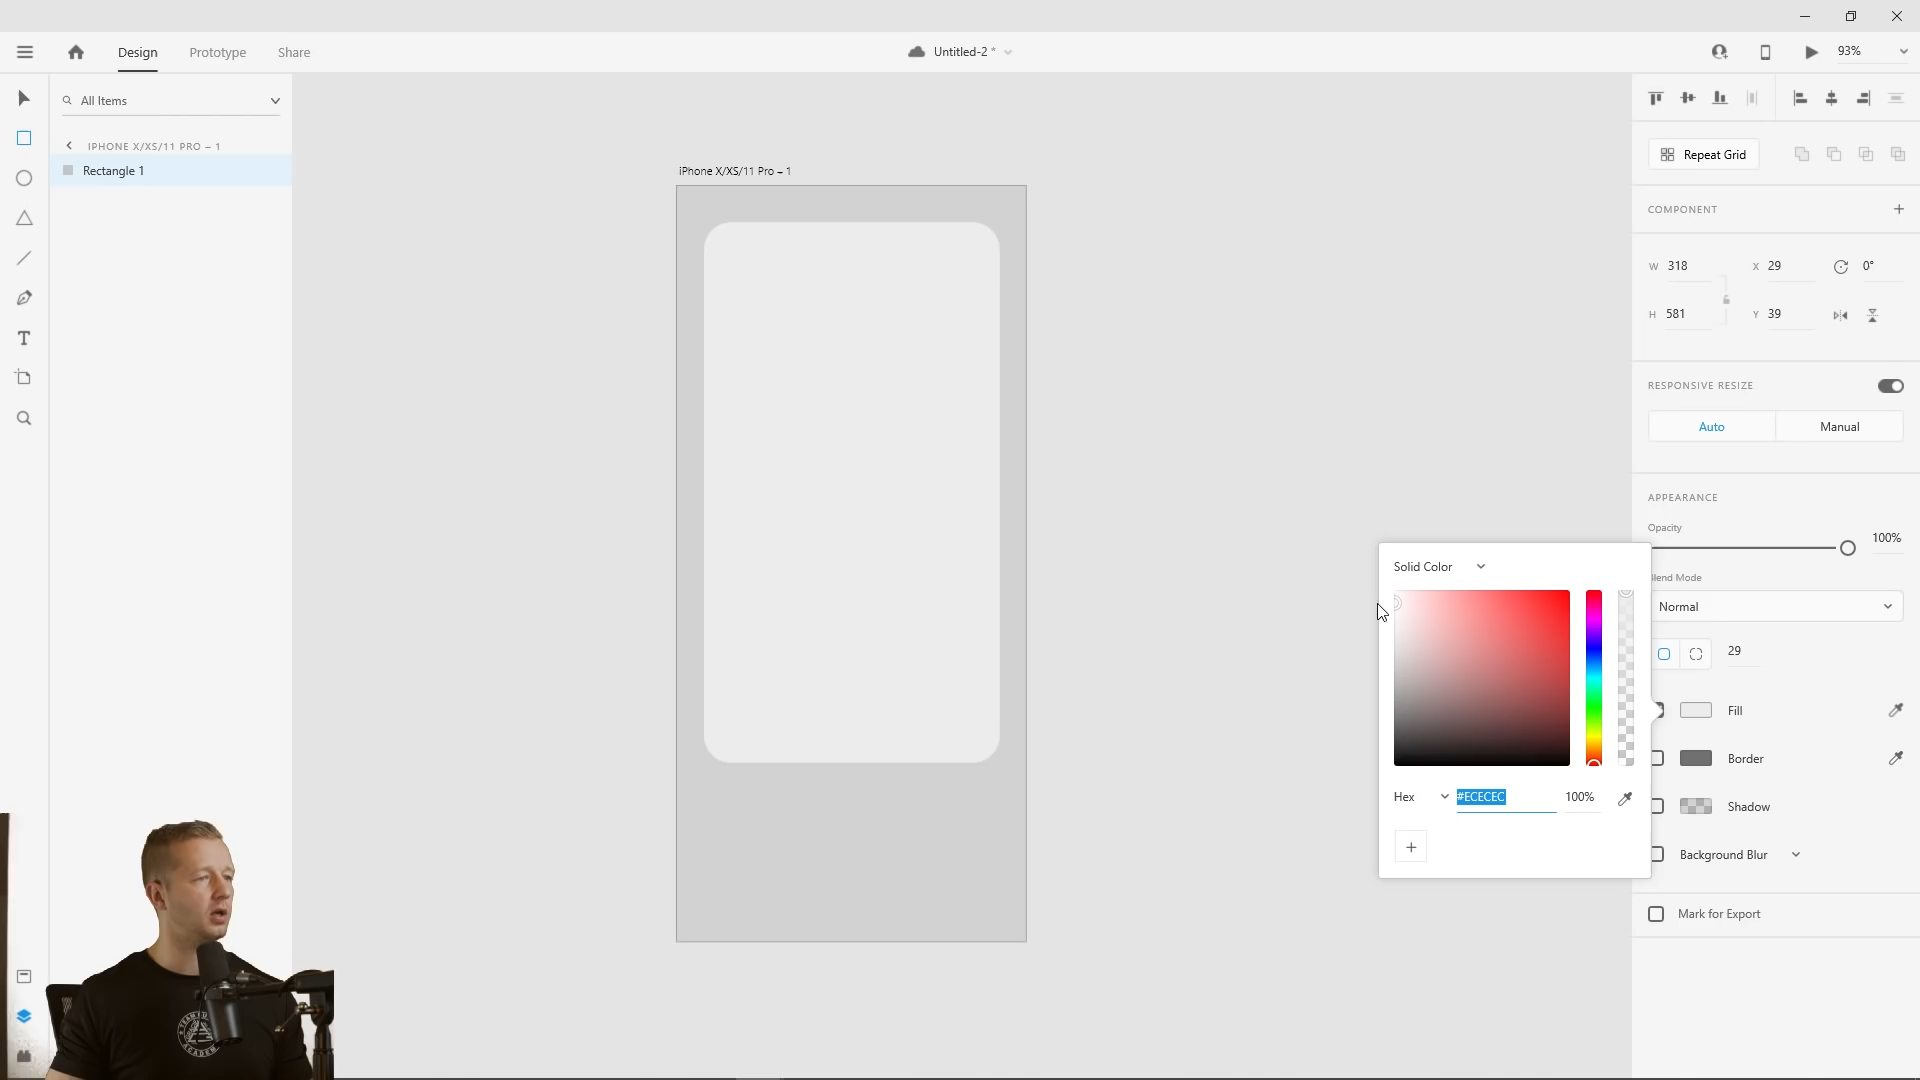 Design
Prototype
Share
Untitled-2 *
93%
All Items
IPHONE X/XS/11 PRO – 1
Rectangle 1
iPhone X/XS/11 Pro – 1
Repeat Grid
COMPONENT
W 318
X 29
0°
H 581
Y 39
RESPONSIVE RESIZE
Auto
Manual
APPEARANCE
Opacity
100%
Solid Color
lend Mode
Normal
29
Fill
Border
Hex
#ECECEC
100%
Shadow
Background Blur
Mark for Export